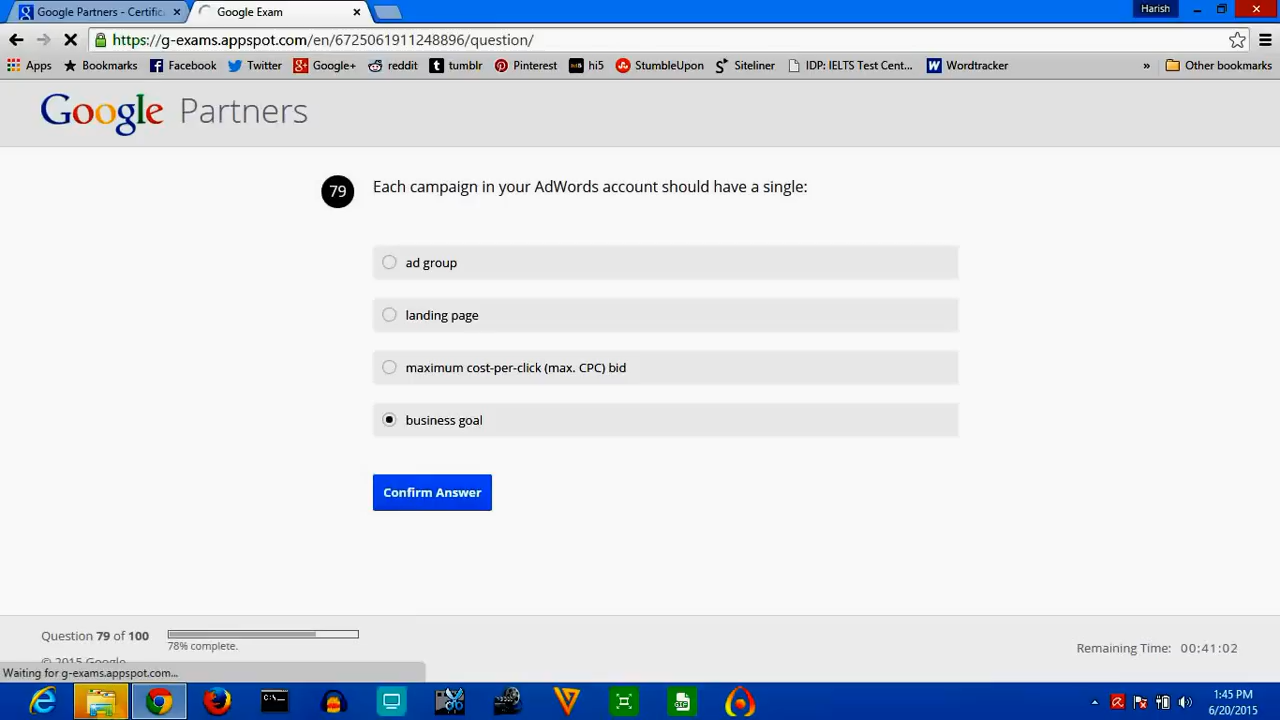 Google Partners - Certific
Google Exam
Harish
https://g-exams.appspot.com/en/6725061911248896/question/
Apps Bookmarks Facebook Twitter Google+ reddit tumblr Pinterest hi5 StumbleUpon Siteliner IDP: IELTS Test Cent... Wordtracker » Other bookmarks
Google Partners
79 Each campaign in your AdWords account should have a single:
ad group
landing page
maximum cost-per-click (max. CPC) bid
business goal
Confirm Answer
Question 79 of 100
78% complete.
Remaining Time: 00:41:02
© 2015 Google
Waiting for g-exams.appspot.com...
1:45 PM
6/20/2015